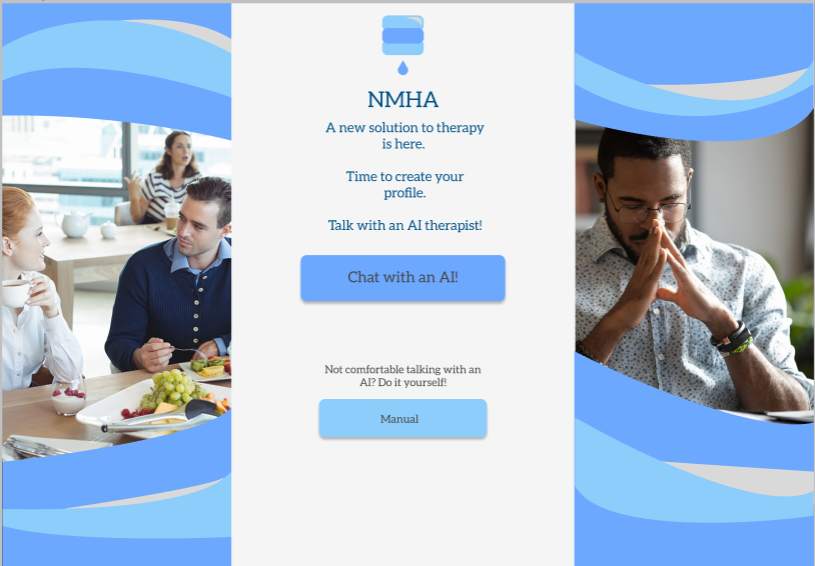 NMHA
A new solution to therapy
is here.
Time to create your
profile.
Talk with an AI therapist!
Chat with an AI!
Not comfortable talking with an
AI? Do it yourself!
Manual